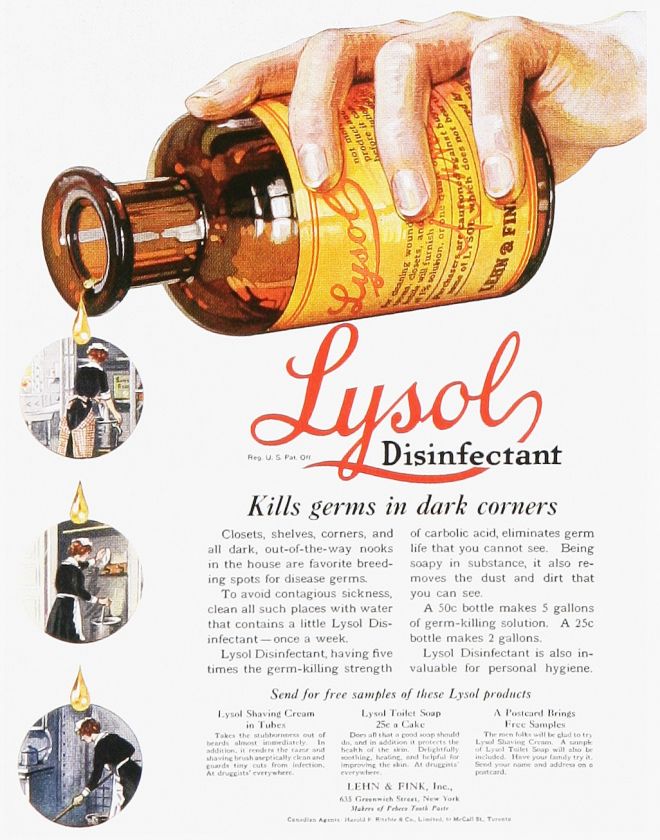 Lysol
LEHN & FINK
Lysol
Reg. U. S. Pat. Off.
Disinfectant
Kills germs in dark corners
Closets, shelves, corners, and
all dark, out-of-the-way nooks
in the house are favorite breed-
ing spots for disease germs.
To avoid contagious sickness,
clean all such places with water
that contains a little Lysol Dis-
infectant—once a week.
Lysol Disinfectant, having five
times the germ-killing strength
of carbolic acid, eliminates germ
life that you cannot see. Being
soapy in substance, it also re-
moves the dust and dirt that
you can see.
A 50c bottle makes 5 gallons
of germ-killing solution. A 25c
bottle makes 2 gallons.
Lysol Disinfectant is also in-
valuable for personal hygiene.
Send for free samples of these Lysol products
Lysol Shaving Cream
in Tubes
Takes the stubbornness out of
beards almost immediately. In
addition, it renders the razor and
shaving brush aseptically clean and
guards tiny cuts from infection.
At druggists' everywhere.
Lysol Toilet Soap
25c a Cake
Does all that a good soap should
do, and in addition it protects the
health of the skin. Delightfully
soothing, healing, and helpful for
improving the skin. At druggists'
everywhere.
A Postcard Brings
Free Samples
The men folks will be glad to try
Lysol Shaving Cream. A sample
of Lysol Toilet Soap will also be
included. Have your family try it.
Send your name and address on a
postcard.
LEHN & FINK, Inc.,
635 Greenwich Street, New York
Makers of Pebeco Tooth Paste
Canadian Agents: Harold F. Ritchie & Co., Limited, 10 McCaul St., Toronto